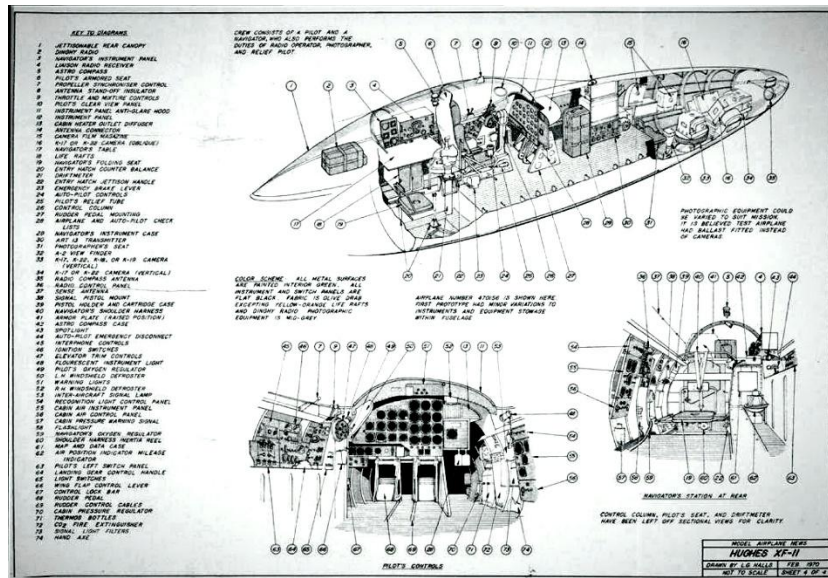 KEY TO DIAGRAMS
1 JETTISONABLE REAR CANOPY
2 DINGHY RADIO
3 NAVIGATOR'S INSTRUMENT PANEL
4 LIAISON RADIO RECEIVER
5 ASTRO COMPASS
6 PILOT'S ARMORED SEAT
7 PROPELLER SYNCHRONISER CONTROL
8 ANTENNA STAND-OFF INSULATOR
9 THROTTLE AND MIXTURE CONTROLS
10 PILOT'S CLEAR VIEW PANEL
11 INSTRUMENT PANEL ANTI-GLARE HOOD
12 INSTRUMENT PANEL
13 CABIN HEATER OUTLET DIFFUSER
14 ANTENNA CONNECTOR
15 CAMERA FILM MAGAZINE
16 K-17 OR K-22 CAMERA (OBLIQUE)
17 NAVIGATOR'S TABLE
18 LIFE RAFTS
19 NAVIGATOR'S FOLDING SEAT
20 ENTRY HATCH COUNTER BALANCE
21 DRIFTMETER
22 ENTRY HATCH JETTISON HANDLE
23 EMERGENCY BRAKE LEVER
24 AUTO-PILOT CONTROLS
25 PILOT'S RELIEF TUBE
26 CONTROL COLUMN
27 RUDDER PEDAL MOUNTING
28 AIRPLANE AND AUTO-PILOT CHECK
LISTS
29 NAVIGATOR'S INSTRUMENT CASE
30 ART 13 TRANSMITTER
31 PHOTOGRAPHER'S SEAT
32 A-2 VIEW FINDER
33 K-17, K-22, K-18, OR K-19 CAMERA
(VERTICAL)
34 K-17 OR K-22 CAMERA (VERTICAL)
35 RADIO COMPASS ANTENNA
36 RADIO CONTROL PANEL
37 SENSE ANTENNA
38 SIGNAL PISTOL MOUNT
39 PISTOL HOLDER AND CARTRIDGE CASE
40 NAVIGATOR'S SHOULDER HARNESS
41 ARMOR PLATE (RAISED POSITION)
42 ASTRO COMPASS CASE
43 SPOTLIGHT
44 AUTO-PILOT EMERGENCY DISCONNECT
45 INTERPHONE CONTROLS
46 IGNITION SWITCHES
47 ELEVATOR TRIM CONTROLS
48 FLOURESCENT INSTRUMENT LIGHT
49 PILOT'S OXYGEN REGULATOR
50 L.H. WINDSHIELD DEFROSTER
51 WARNING LIGHTS
52 R.H. WINDSHIELD DEFROSTER
53 INTER-AIRCRAFT SIGNAL LAMP
54 RECOGNITION LIGHT CONTROL PANEL
55 CABIN AIR INSTRUMENT PANEL
56 CABIN AIR CONTROL PANEL
57 CABIN PRESSURE WARNING SIGNAL
58 FLASHLIGHT
59 NAVIGATOR'S OXYGEN REGULATOR
60 SHOULDER HARNESS INERTIA REEL
61 MAP AND DATA CASE
62 AIR POSITION INDICATOR MILEAGE
INDICATOR
63 PILOT'S LEFT SWITCH PANEL
64 LANDING GEAR CONTROL HANDLE
65 LIGHT SWITCHES
66 WING FLAP CONTROL LEVER
67 CONTROL LOCK BAR
68 RUDDER PEDAL
69 RUDDER CONTROL CABLES
70 CABIN PRESSURE REGULATOR
71 THERMOS BOTTLES
72 CO2 FIRE EXTINGUISHER
73 SIGNAL LIGHT FILTERS
74 HAND AXE
CREW CONSISTS OF A PILOT AND A
NAVIGATOR, WHO ALSO PERFORMS THE
DUTIES OF RADIO OPERATOR, PHOTOGRAPHER,
AND RELIEF PILOT
PHOTOGRAPHIC EQUIPMENT COULD
BE VARIED TO SUIT MISSION.
IT IS BELIEVED TEST AIRPLANE
HAD BALLAST FITTED INSTEAD
OF CAMERAS.
COLOR SCHEME ALL METAL SURFACES
ARE PAINTED INTERIOR GREEN. ALL
INSTRUMENT AND SWITCH PANELS ARE
FLAT BLACK. FABRIC IS OLIVE DRAB
EXCEPTING YELLOW-ORANGE LIFE RAFTS
AND DINGHY RADIO PHOTOGRAPHIC
EQUIPMENT IS MID-GREY
AIRPLANE NUMBER 470156 IS SHOWN HERE
FIRST PROTOTYPE HAD MINOR VARIATIONS TO
INSTRUMENTS AND EQUIPMENT STOWAGE
WITHIN FUSELAGE
PILOT'S CONTROLS
NAVIGATOR'S STATION AT REAR
CONTROL COLUMN, PILOT'S SEAT, AND DRIFTMETER
HAVE BEEN LEFT OFF SECTIONAL VIEWS FOR CLARITY.
MODEL AIRPLANE NEWS
HUGHES XF-11
DRAWN BY L.G. HALLS FEB 1970
NOT TO SCALE SHEET 4 OF 4